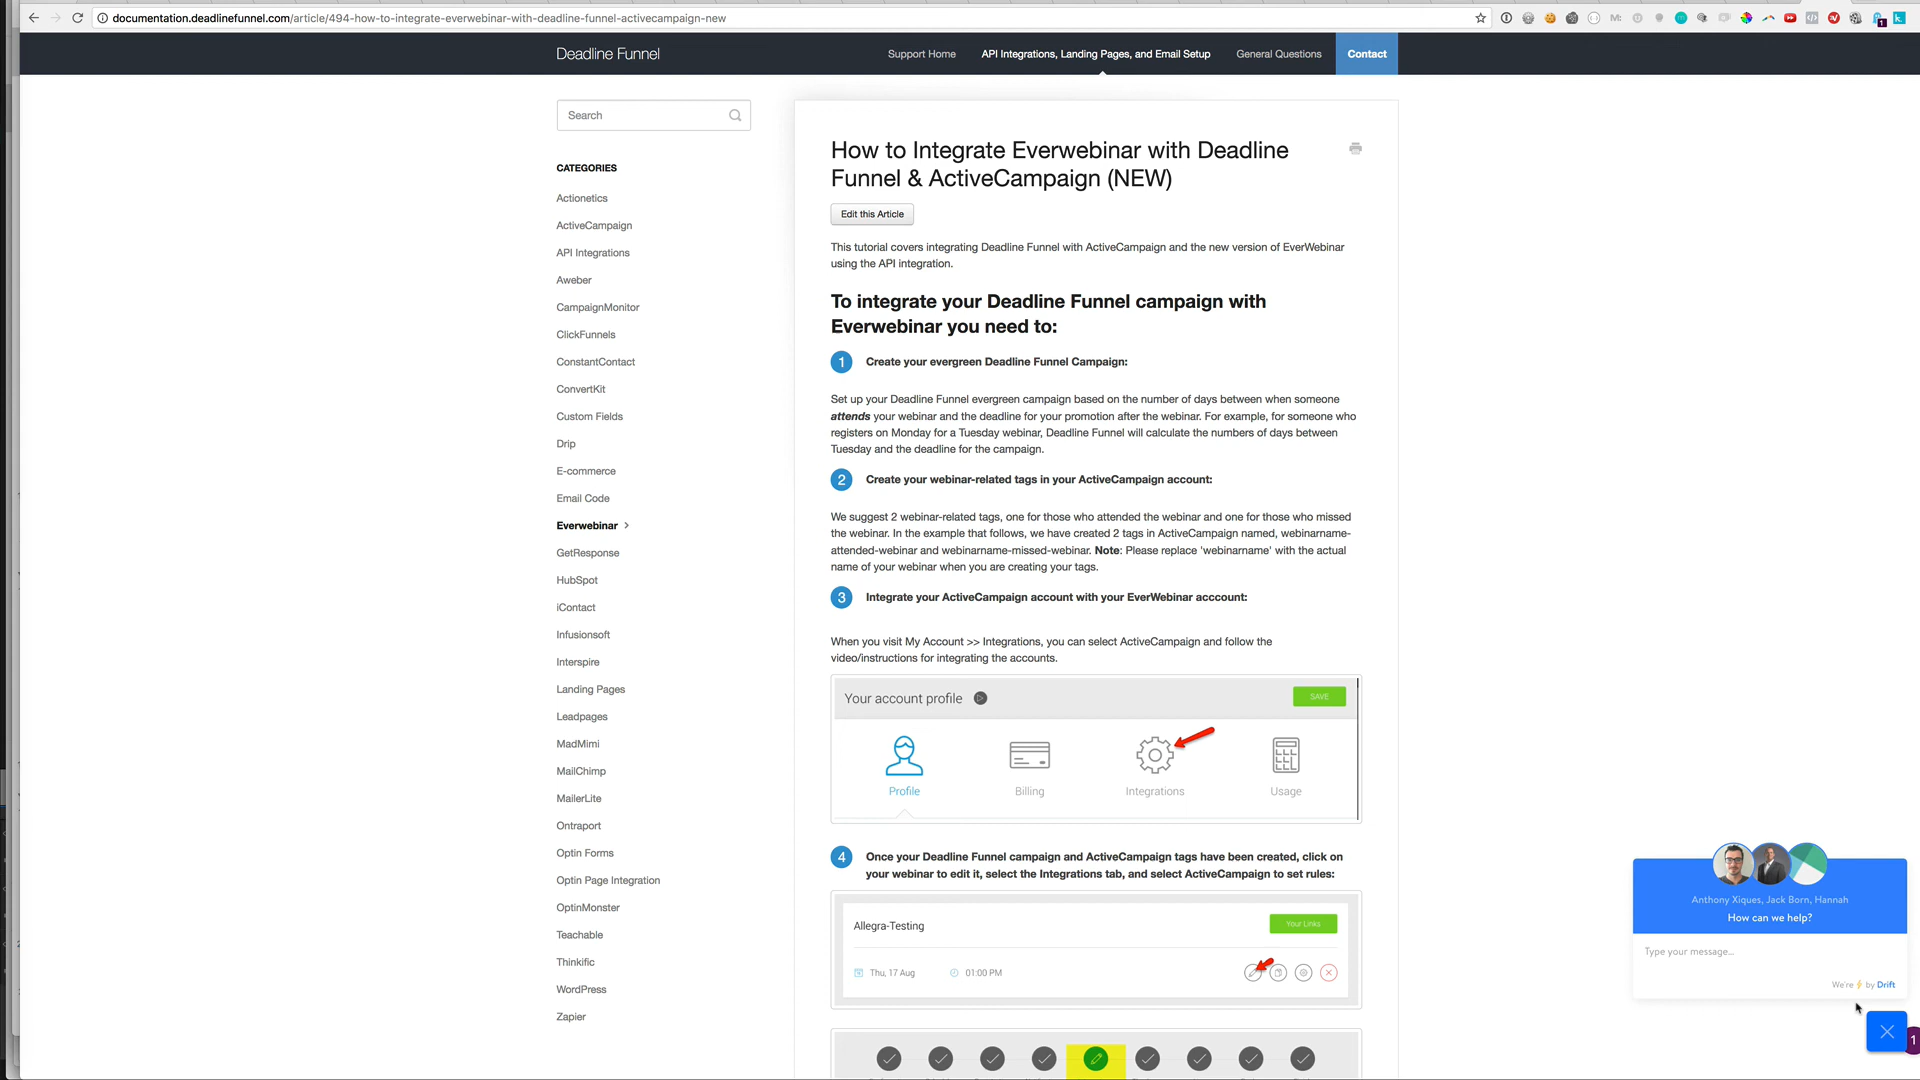 documentation.deadlinefunnel.com/article/494-how-to-integrate-everwebinar-with-deadline-funnel-activecampaign-new
Deadline Funnel
Support Home
API Integrations, Landing Pages, and Email Setup
General Questions
Contact
Search
CATEGORIES
Actionetics
ActiveCampaign
API Integrations
Aweber
CampaignMonitor
ClickFunnels
ConstantContact
ConvertKit
Custom Fields
Drip
E-commerce
Email Code
Everwebinar
GetResponse
HubSpot
iContact
Infusionsoft
Interspire
Landing Pages
Leadpages
MadMimi
MailChimp
MailerLite
Ontraport
Optin Forms
Optin Page Integration
OptinMonster
Teachable
Thinkific
WordPress
Zapier
How to Integrate Everwebinar with Deadline
Funnel & ActiveCampaign (NEW)
Edit this Article
This tutorial covers integrating Deadline Funnel with ActiveCampaign and the new version of EverWebinar
using the API integration.
To integrate your Deadline Funnel campaign with
Everwebinar you need to:
1 Create your evergreen Deadline Funnel Campaign:
Set up your Deadline Funnel evergreen campaign based on the number of days between when someone
attends your webinar and the deadline for your promotion after the webinar. For example, for someone who
registers on Monday for a Tuesday webinar, Deadline Funnel will calculate the numbers of days between
Tuesday and the deadline for the campaign.
2 Create your webinar-related tags in your ActiveCampaign account:
We suggest 2 webinar-related tags, one for those who attended the webinar and one for those who missed
the webinar. In the example that follows, we have created 2 tags in ActiveCampaign named, webinarname-
attended-webinar and webinarname-missed-webinar. Note: Please replace 'webinarname' with the actual
name of your webinar when you are creating your tags.
3 Integrate your ActiveCampaign account with your EverWebinar acccount:
When you visit My Account >> Integrations, you can select ActiveCampaign and follow the
video/instructions for integrating the accounts.
Your account profile
SAVE
Profile
Billing
Integrations
Usage
4 Once your Deadline Funnel campaign and ActiveCampaign tags have been created, click on
your webinar to edit it, select the Integrations tab, and select ActiveCampaign to set rules:
Allegra-Testing
Your Links
Thu, 17 Aug
01:00 PM
Anthony Xiques, Jack Born, Hannah
How can we help?
Type your message...
We're by Drift
1